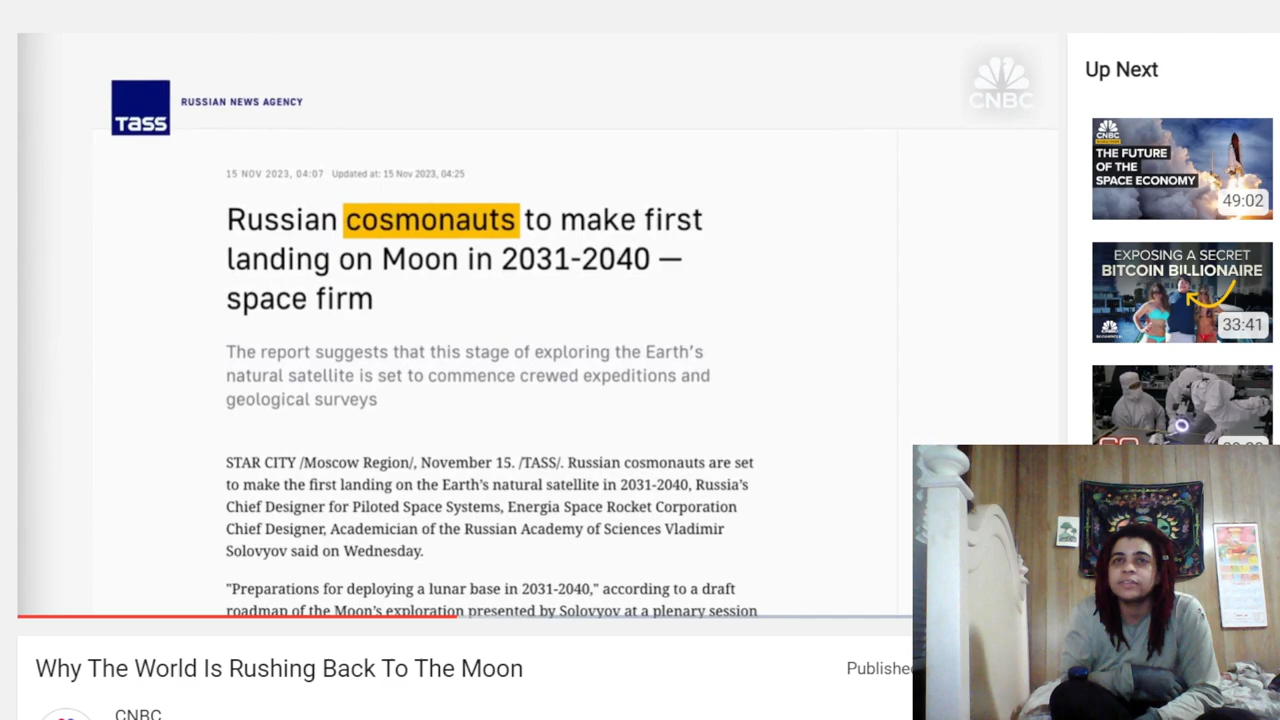 TASS
RUSSIAN NEWS AGENCY
CNBC
15 NOV 2023, 04:07 Updated at: 15 Nov 2023, 04:25
Russian cosmonauts to make first
landing on Moon in 2031-2040 —
space firm
The report suggests that this stage of exploring the Earth's
natural satellite is set to commence crewed expeditions and
geological surveys
STAR CITY /Moscow Region/, November 15. /TASS/. Russian cosmonauts are set
to make the first landing on the Earth's natural satellite in 2031-2040, Russia's
Chief Designer for Piloted Space Systems, Energia Space Rocket Corporation
Chief Designer, Academician of the Russian Academy of Sciences Vladimir
Solovyov said on Wednesday.
"Preparations for deploying a lunar base in 2031-2040," according to a draft
roadmap of the Moon's exploration presented by Solovyov at a plenary session
Why The World Is Rushing Back To The Moon
Published
CNBC
Up Next
CNBC
THE FUTURE
OF THE
SPACE ECONOMY
49:02
EXPOSING A SECRET
BITCOIN BILLIONAIRE
33:41